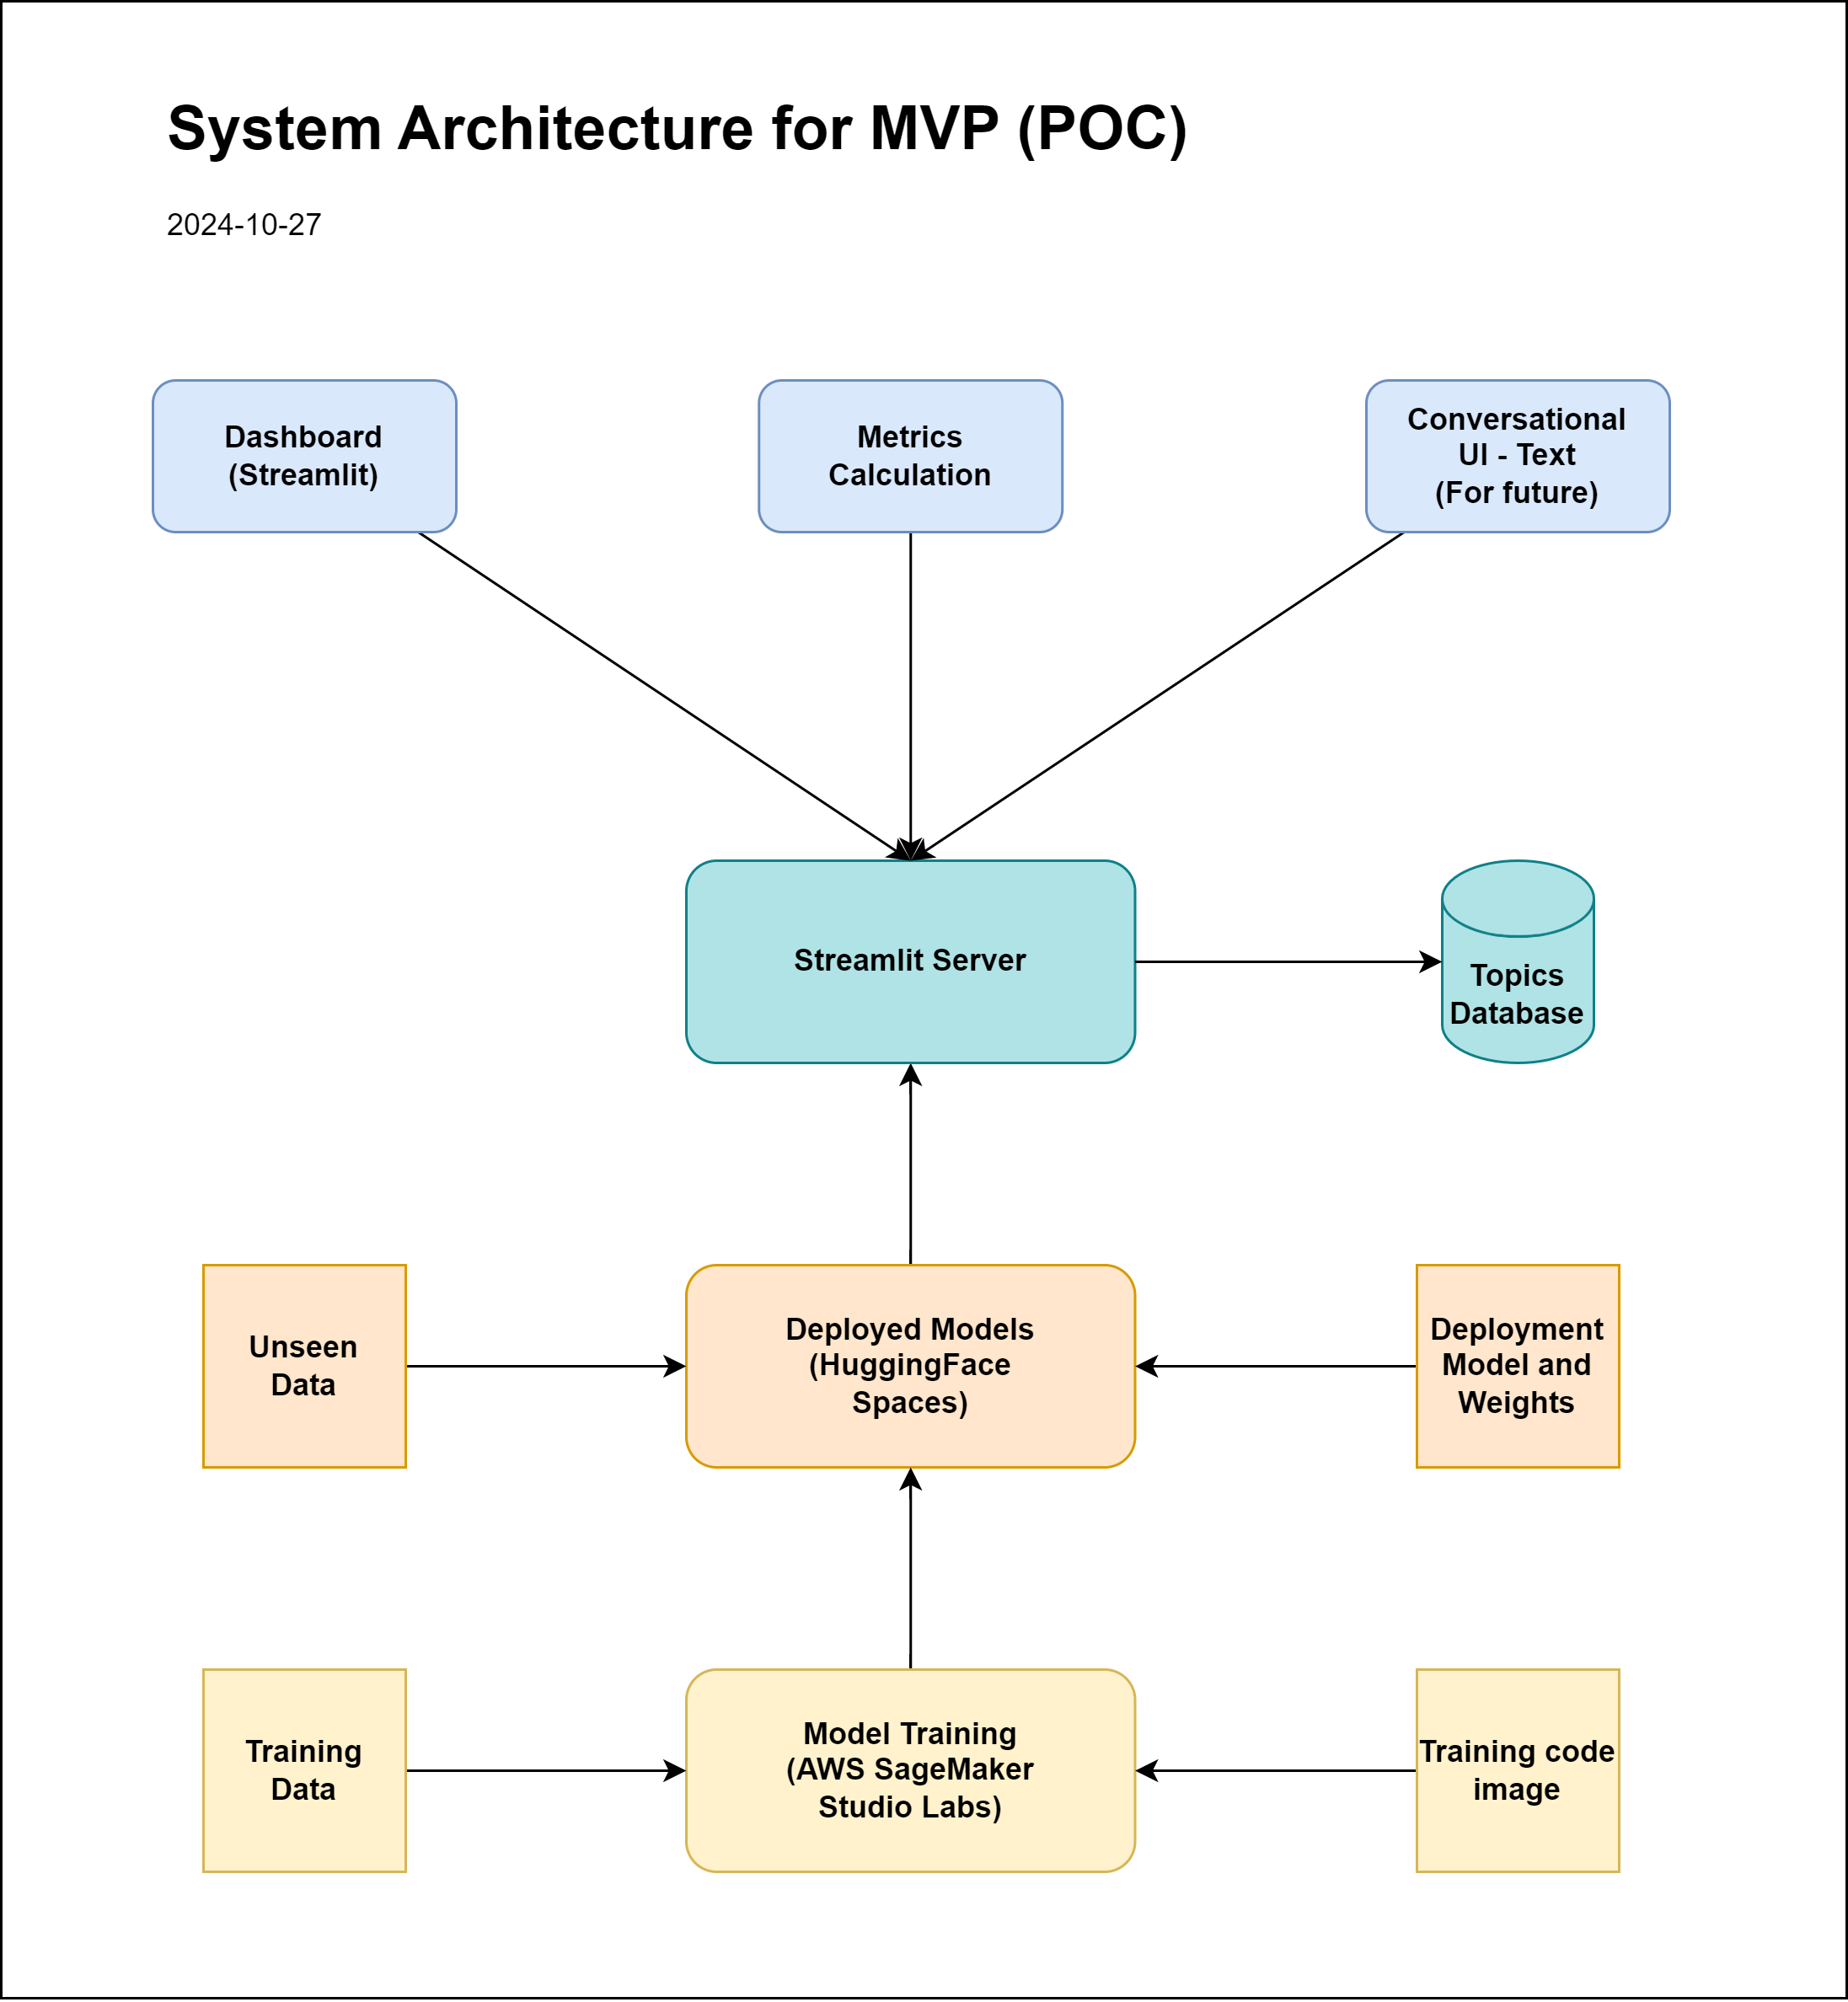 System Architecture for MVP (POC)
2024-10-27
Dashboard
(Streamlit)
Metrics
Calculation
Conversational
UI - Text
(For future)
Streamlit Server
Topics
Database
Unseen
Data
Deployed Models
(HuggingFace
Spaces)
Deployment
Model and
Weights
Training
Data
Model Training
(AWS SageMaker
Studio Labs)
Training code
image